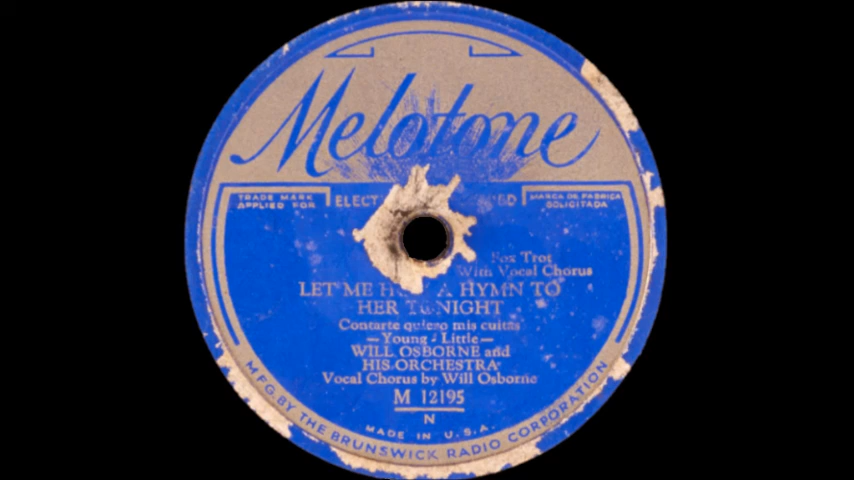 Melotone
TRADE MARK
APPLIED FOR
ELECT
ED
MARCA DE FABRICA
SOLICITADA
Fox Trot
With Vocal Chorus
LET ME A HYMN TO
HER TONIGHT
Contarte quiero mis cuitas
— Young - Little —
WILL OSBORNE and
HIS ORCHESTRA
Vocal Chorus by Will Osborne
M 12195
N
MADE IN U.S.A.
MFG. BY THE BRUNSWICK RADIO CORPORATION